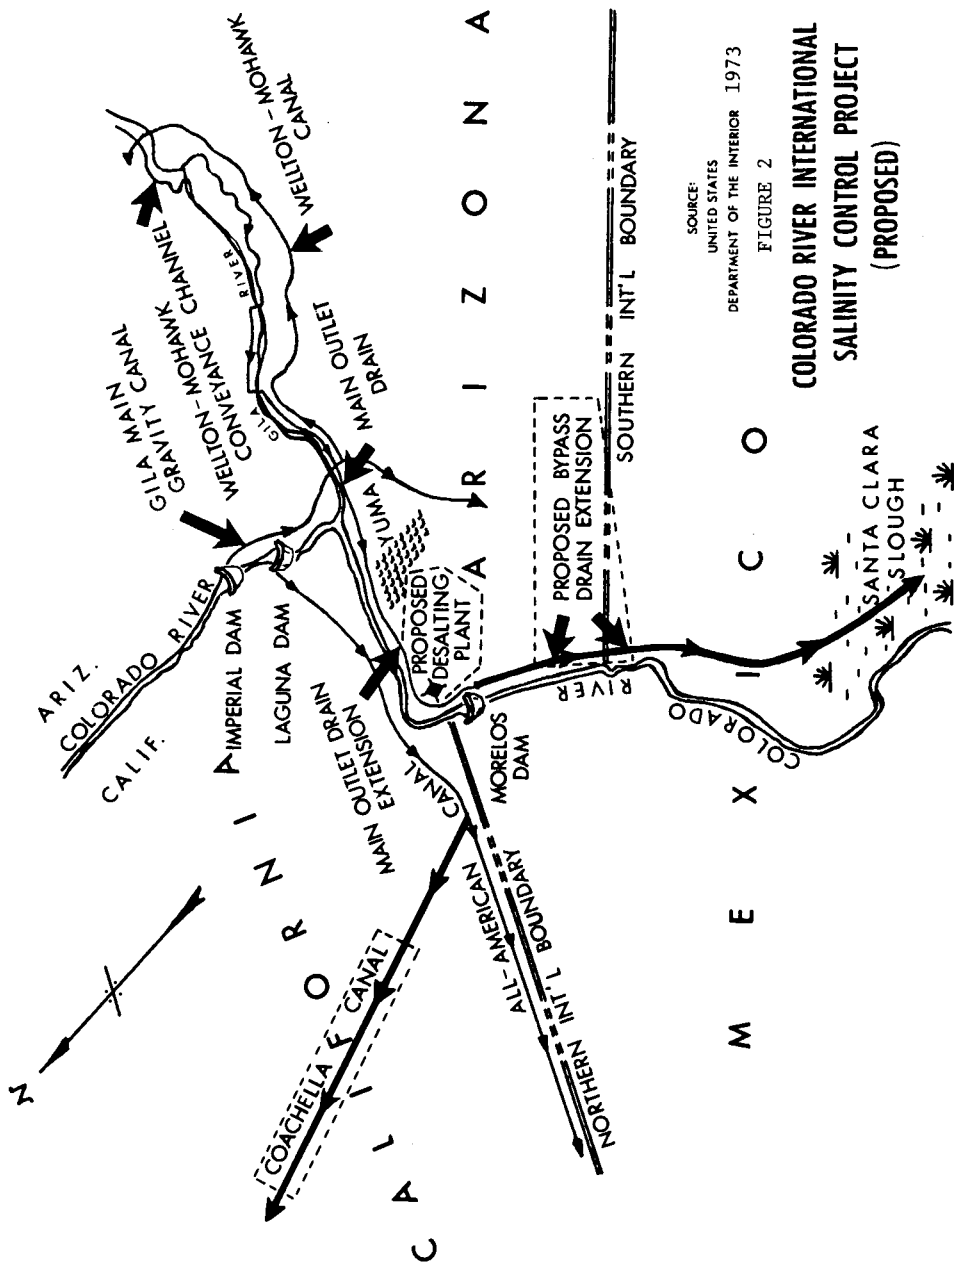 N
ARIZ.
COLORADO RIVER
CALIF.
IMPERIAL DAM
LAGUNA DAM
GILA MAIN
GRAVITY CANAL
WELLTON-MOHAWK
CONVEYANCE CHANNEL
GILA RIVER
WELLTON-MOHAWK
CANAL
MAIN OUTLET
DRAIN
YUMA
MAIN OUTLET DRAIN
EXTENSION
PROPOSED
DESALTING
PLANT
CALIFORNIA
ARIZONA
COACHELLA CANAL
ALL-AMERICAN CANAL
MORELOS
DAM
NORTHERN INT'L BOUNDARY
PROPOSED BYPASS
DRAIN EXTENSION
SOUTHERN INT'L BOUNDARY
COLORADO RIVER
MEXICO
SANTA CLARA
SLOUGH
SOURCE:
UNITED STATES
DEPARTMENT OF THE INTERIOR 1973
FIGURE 2
COLORADO RIVER INTERNATIONAL
SALINITY CONTROL PROJECT
(PROPOSED)